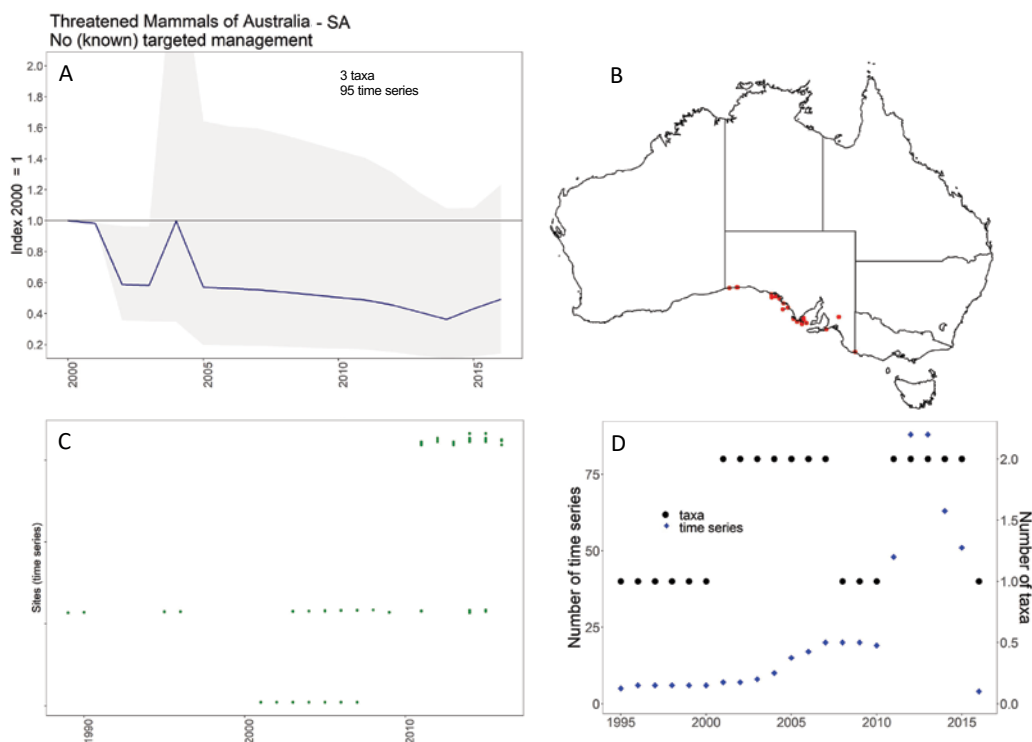 Threatened Mammals of Australia - SA
No (known) targeted management
A
3 taxa
95 time series
Index 2000 = 1
2.0
1.8
1.6
1.4
1.2
1.0
0.8
0.6
0.4
0.2
2000
2005
2010
2015
B
C
Sites (time series)
1990
2000
2010
D
Number of time series
75
50
25
0
taxa
time series
2.0
1.5
1.0
0.5
0.0
Number of taxa
1995
2000
2005
2010
2015